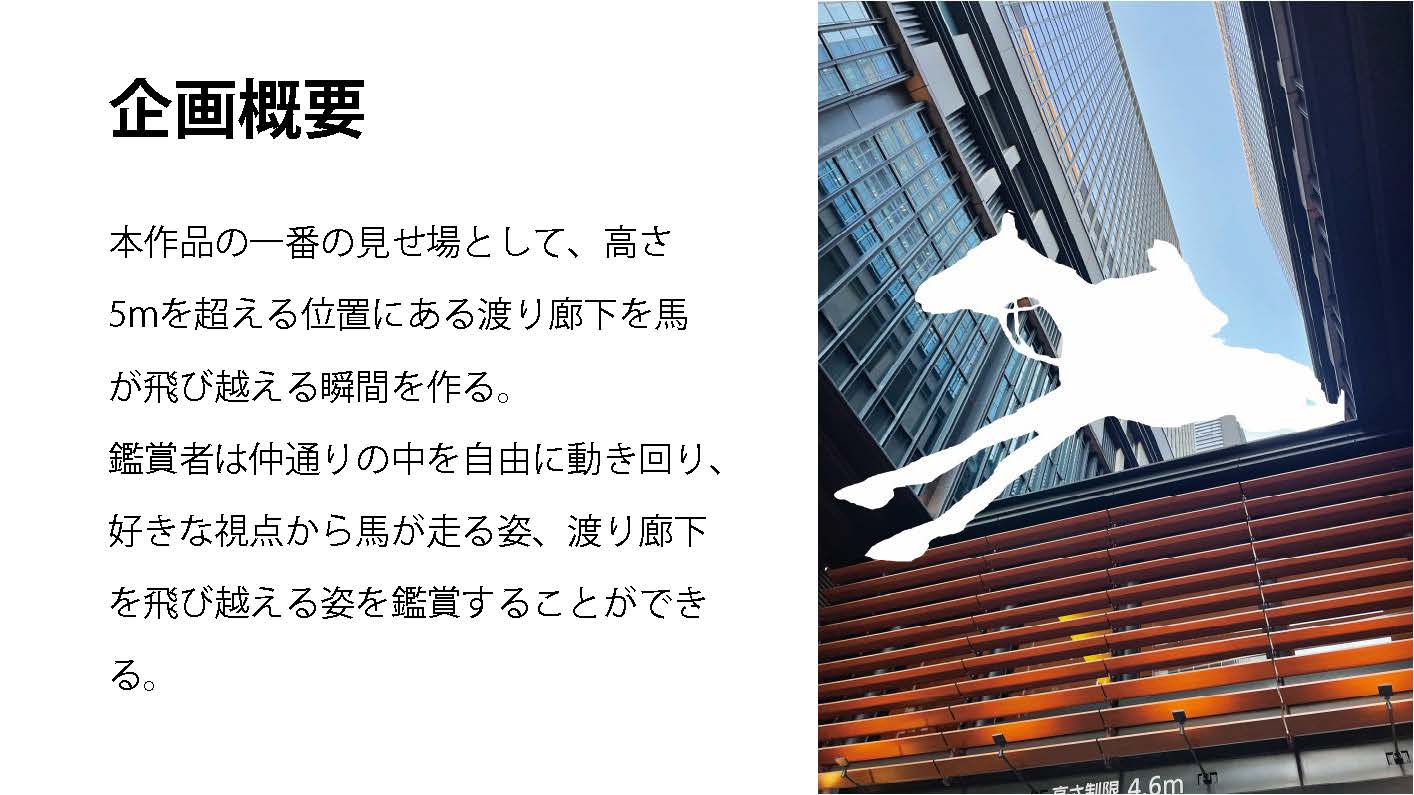 企画概要
本作品の一番の見せ場として、高さ
5mを超える位置にある渡り廊下を馬
が飛び越える瞬間を作る。
鑑賞者は仲通りの中を自由に動き回り、
好きな視点から馬が走る姿、渡り廊下
を飛び越える姿を鑑賞することができ
る。
高さ制限 4.6m